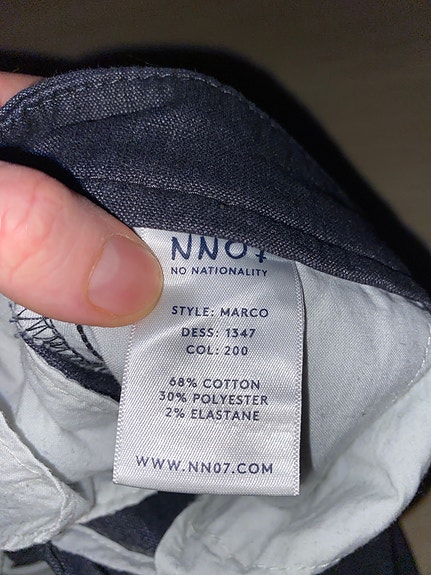 NN07
NO NATIONALITY
STYLE: MARCO
DESS: 1347
COL: 200
68% COTTON
30% POLYESTER
2% ELASTANE
WWW.NN07.COM